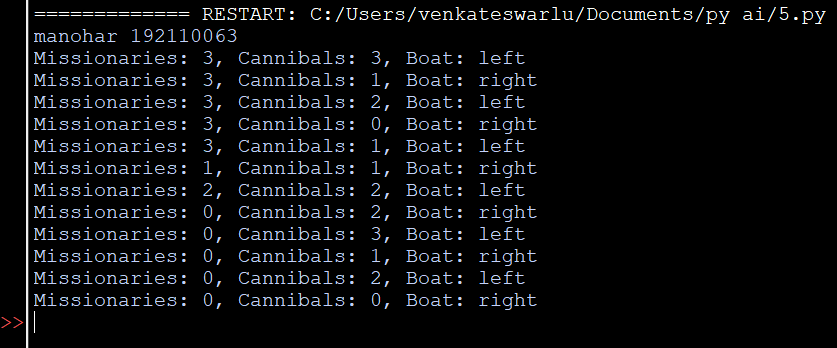 ============= RESTART: C:/Users/venkateswarlu/Documents/py ai/5.py
manohar 192110063
Missionaries: 3, Cannibals: 3, Boat: left
Missionaries: 3, Cannibals: 1, Boat: right
Missionaries: 3, Cannibals: 2, Boat: left
Missionaries: 3, Cannibals: 0, Boat: right
Missionaries: 3, Cannibals: 1, Boat: left
Missionaries: 1, Cannibals: 1, Boat: right
Missionaries: 2, Cannibals: 2, Boat: left
Missionaries: 0, Cannibals: 2, Boat: right
Missionaries: 0, Cannibals: 3, Boat: left
Missionaries: 0, Cannibals: 1, Boat: right
Missionaries: 0, Cannibals: 2, Boat: left
Missionaries: 0, Cannibals: 0, Boat: right
>>